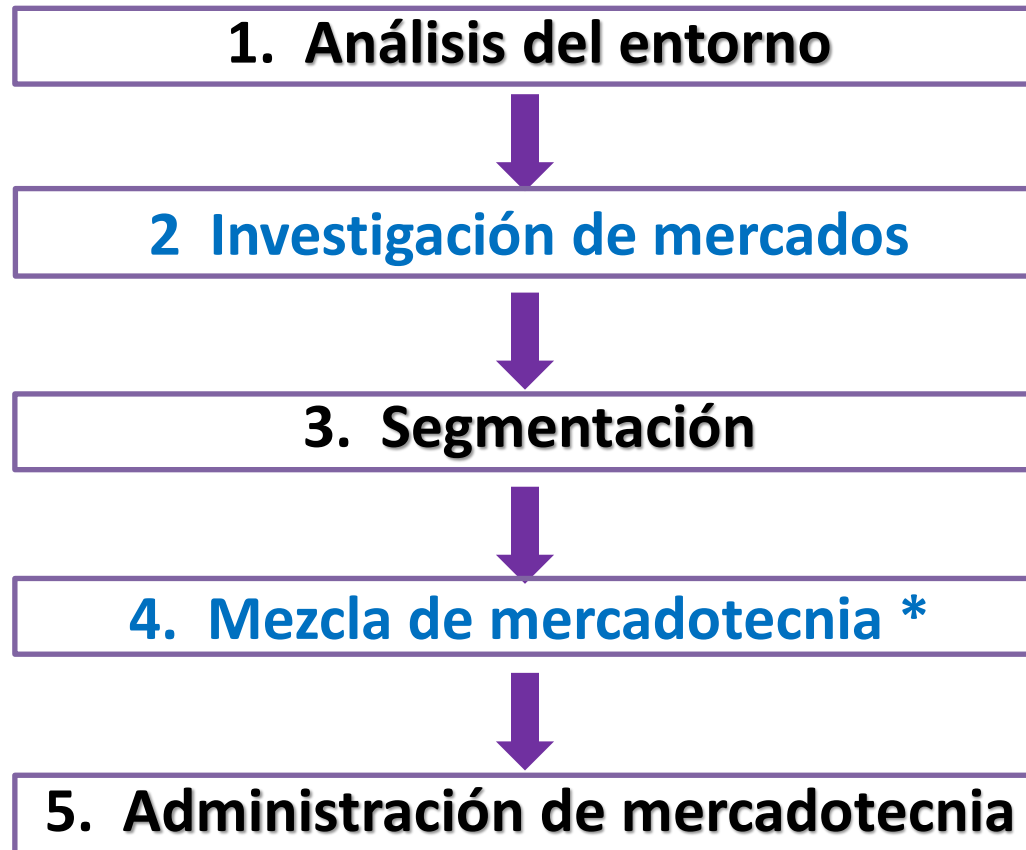 1. Análisis del entorno
2 Investigación de mercados
3. Segmentación
4. Mezcla de mercadotecnia *
5. Administración de mercadotecnia